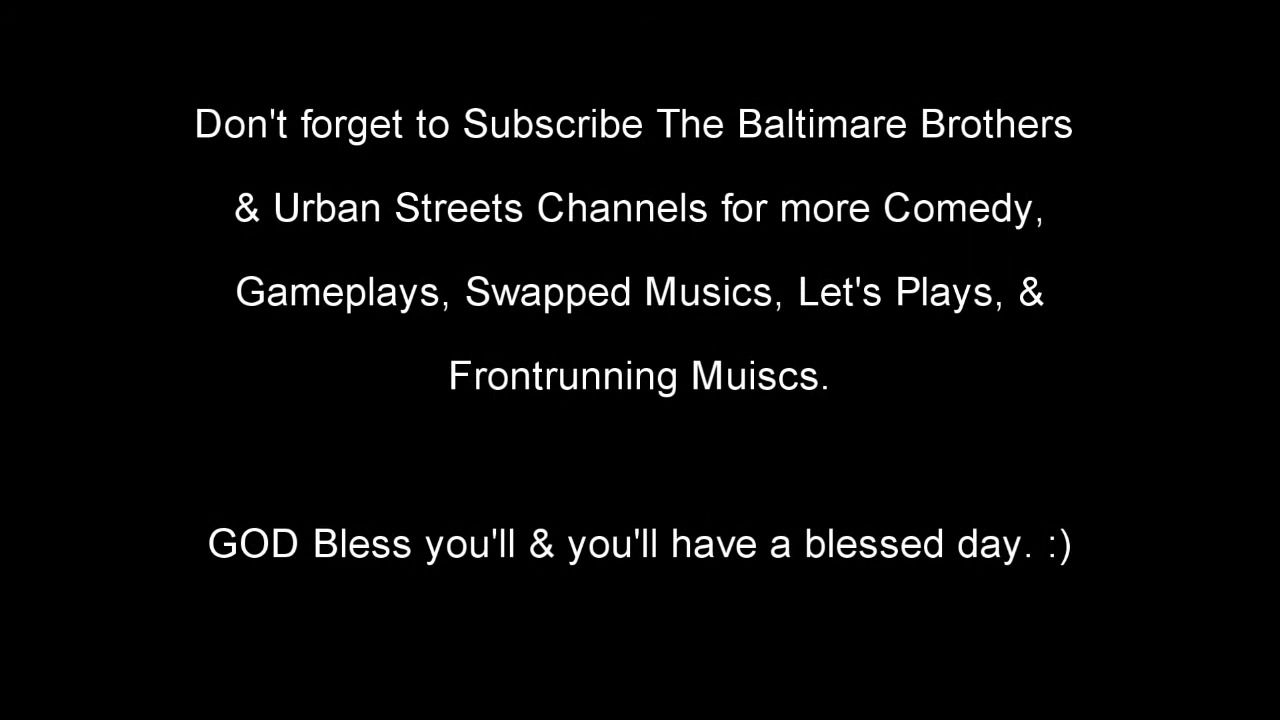 Don't forget to Subscribe The Baltimare Brothers
& Urban Streets Channels for more Comedy,
Gameplays, Swapped Musics, Let's Plays, &
Frontrunning Muiscs.
GOD Bless you'll & you'll have a blessed day. :)